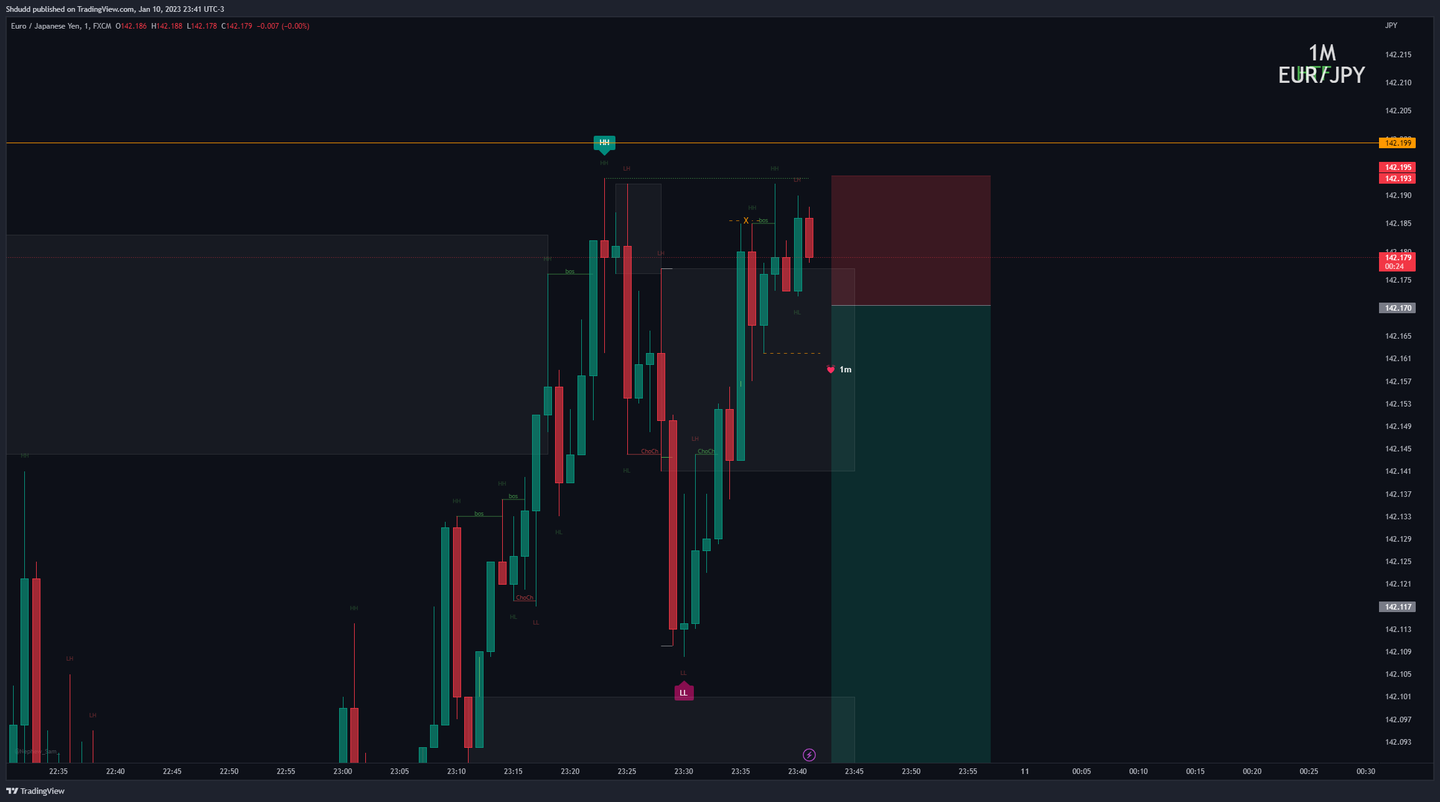 Shdudd published on TradingView.com, Jan 10, 2023 23:41 UTC-3
Euro / Japanese Yen, 1, FXCM O142.186 H142.188 L142.178 C142.179 −0.007 (−0.00%)
JPY
1M
EUR/JPY
HTF
142.215
142.210
142.205
142.199
142.195
142.193
142.190
142.185
142.180
142.179
00:24
142.175
142.170
142.165
142.161
142.157
142.153
142.149
142.145
142.141
142.137
142.133
142.129
142.125
142.121
142.117
142.113
142.109
142.105
142.101
142.097
142.093
HH
HH
LH
HH
LH
HH
X
bos
HH
LH
bos
HL
1m
HH
ChoCh
LH
ChoCh
HL
HH
HH
bos
bos
HL
ChoCh
HL
LL
HH
LH
LL
LL
LH
22:35
22:40
22:45
22:50
22:55
23:00
23:05
23:10
23:15
23:20
23:25
23:30
23:35
23:40
23:45
23:50
23:55
11
00:05
00:10
00:15
00:20
00:25
00:30
TradingView